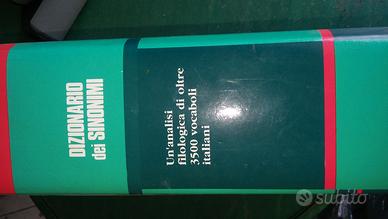 DIZIONARIO
dei SINONIMI
Un'analisi
filologica di oltre
3500 vocaboli
italiani
subito